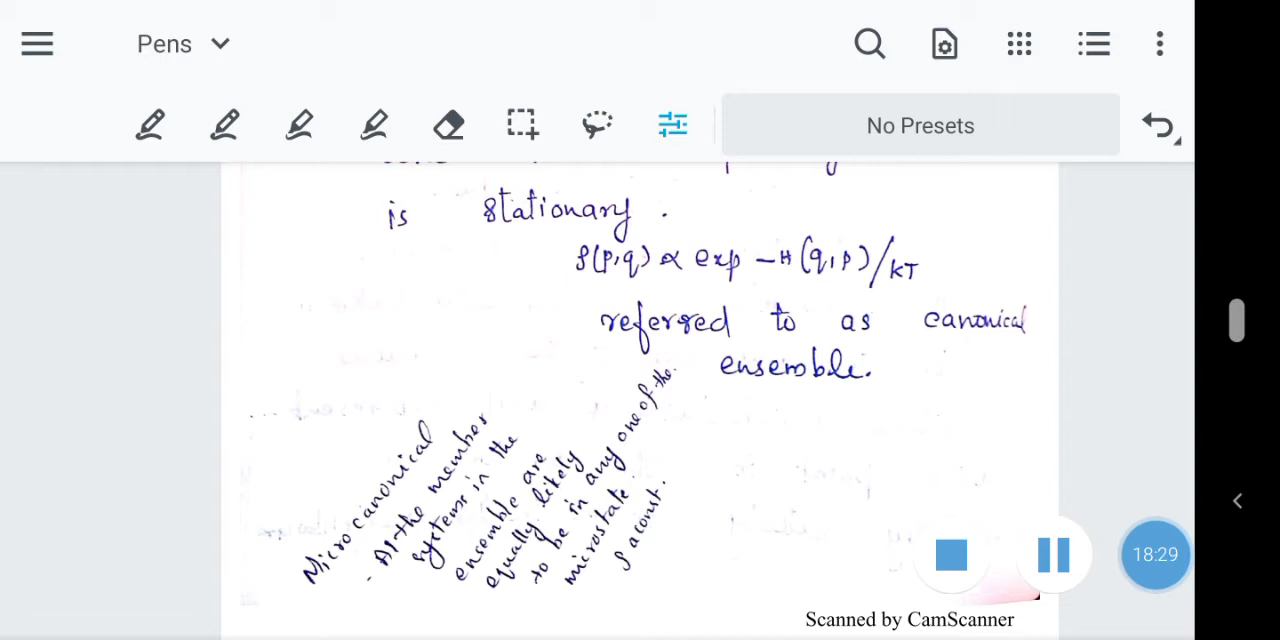 Pens
No Presets
is stationary.
ρ(p,q) ∝ exp -H(q,p)/kT
referred to as canonical
ensemble.
Microcanonical
- As the member
systems in the
ensemble are
equally likely
to be in any one of the
microstate.
ρ a const.
18:29
Scanned by CamScanner